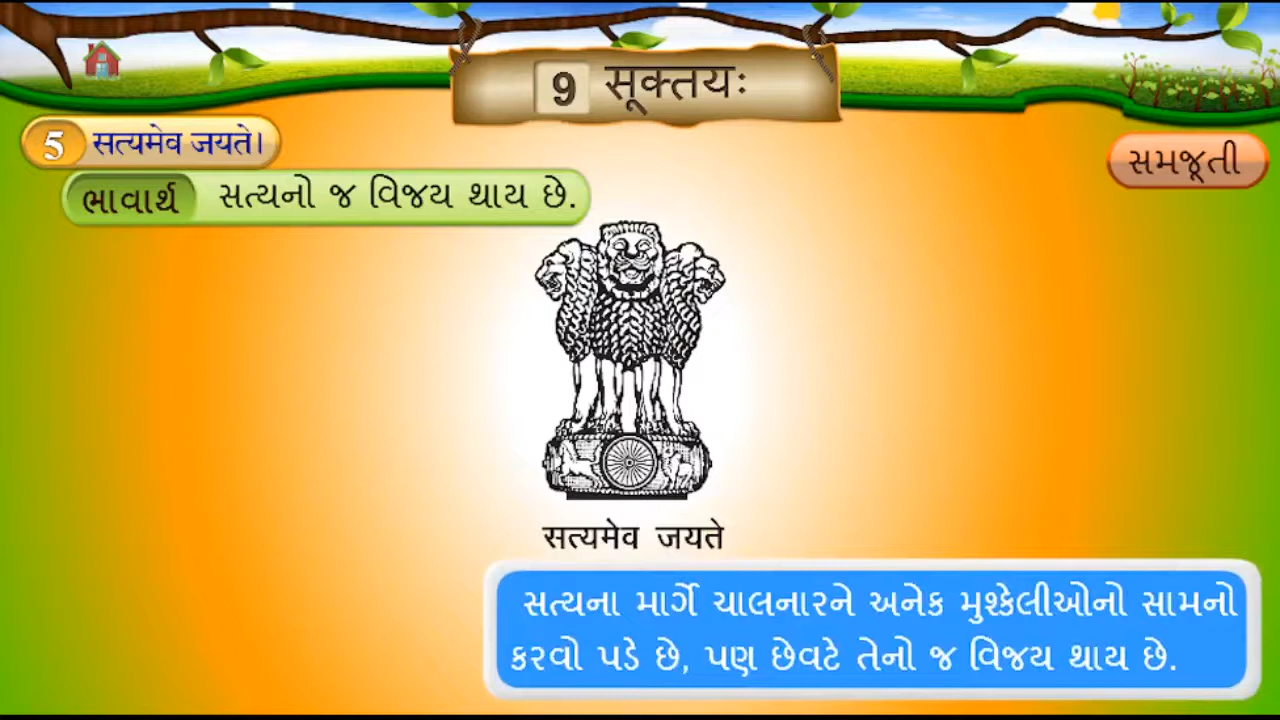 9 सूक्तयः
5 सत्यमेव जयते।
સમજૂતી
ભાવાર્થ સત્યનો જ વિજય થાય છે.
सत्यमेव जयते
સત્યના માર્ગે ચાલનારને અનેક મુશ્કેલીઓનો સામનો
કરવો પડે છે, પણ છેવટે તેનો જ વિજય થાય છે.